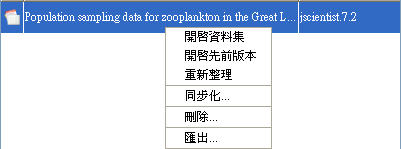 Population sampling data for zooplankton in the Great L... jscientist.7.2
開啓資料集
開啓先前版本
重新整理
同步化...
刪除...
匯出...